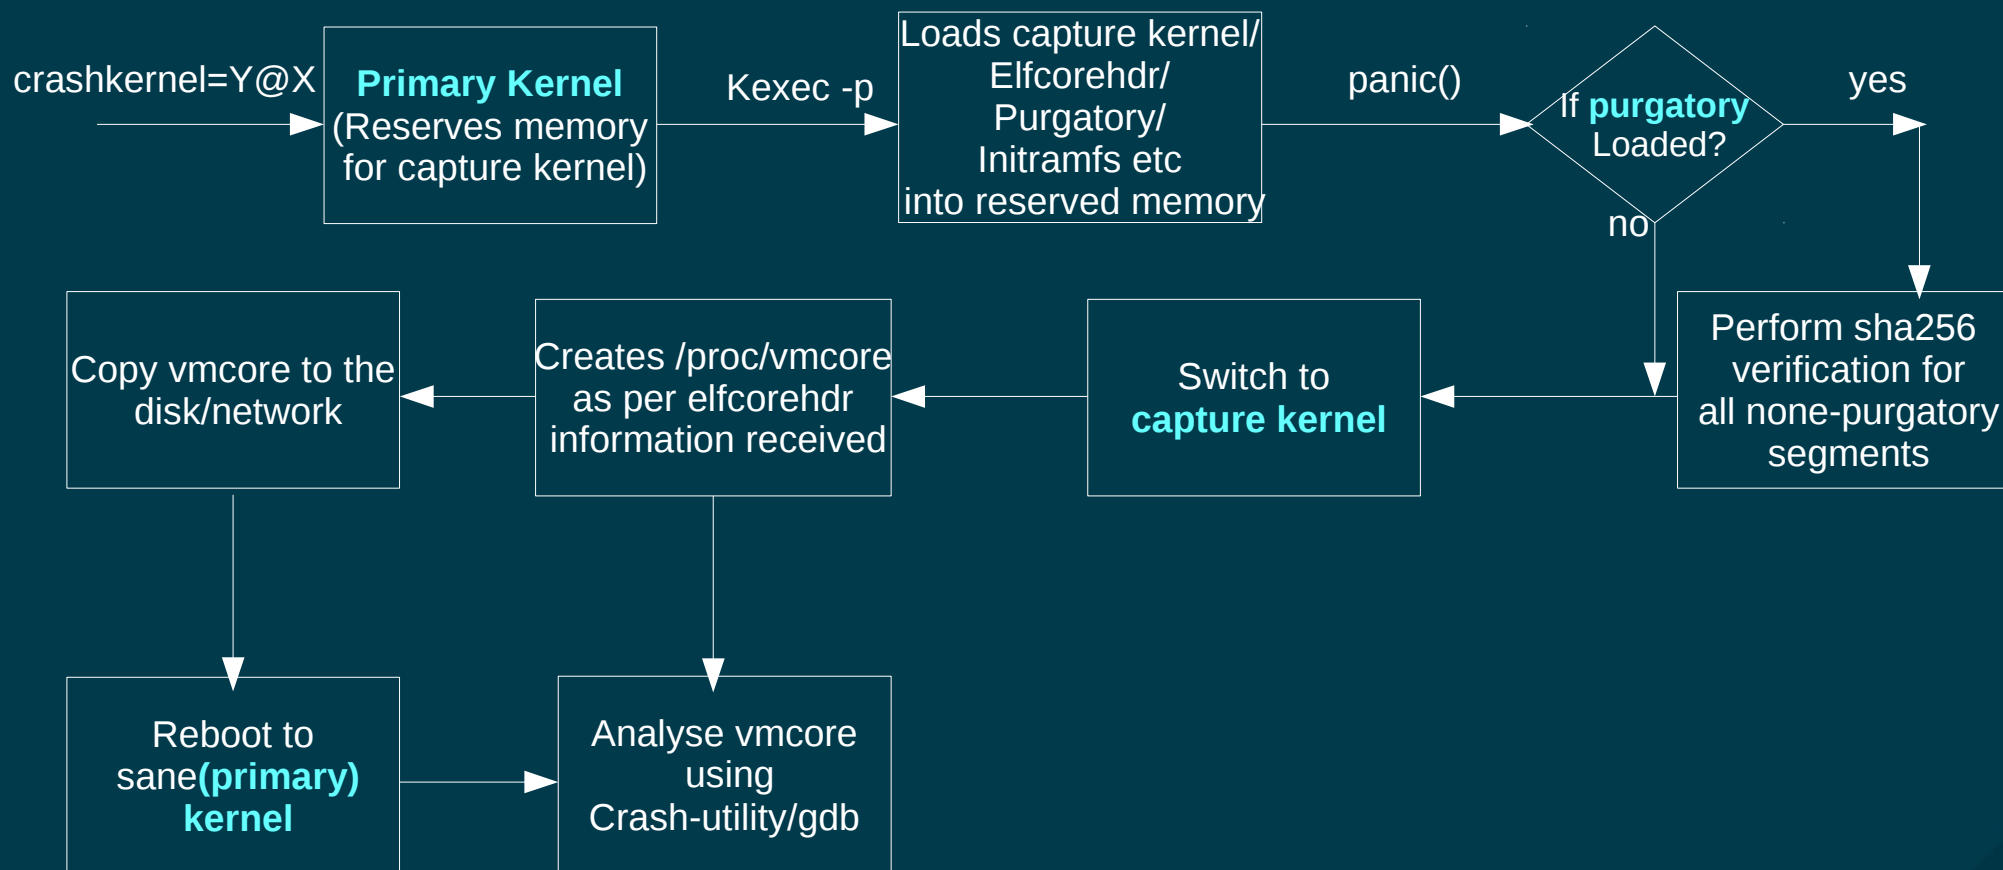 crashkernel=Y@X
Primary Kernel
(Reserves memory
for capture kernel)
Kexec -p
Loads capture kernel/
Elfcorehdr/
Purgatory/
Initramfs etc
into reserved memory
panic()
If purgatory
Loaded?
yes
no
Perform sha256
verification for
all none-purgatory
segments
Switch to
capture kernel
Creates /proc/vmcore
as per elfcorehdr
information received
Copy vmcore to the
disk/network
Reboot to
sane(primary)
kernel
Analyse vmcore
using
Crash-utility/gdb